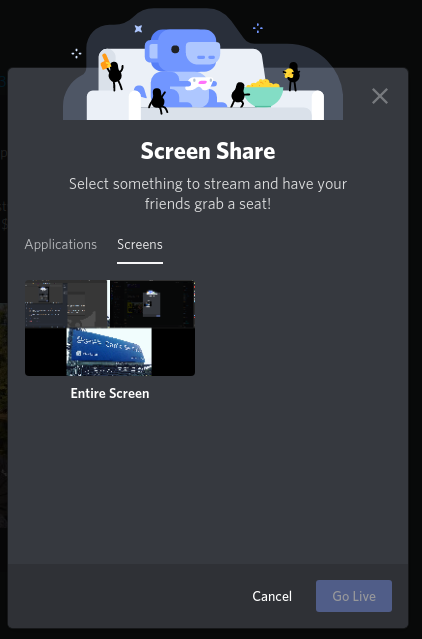 Screen Share
Select something to stream and have your
friends grab a seat!
Applications
Screens
Entire Screen
Cancel
Go Live